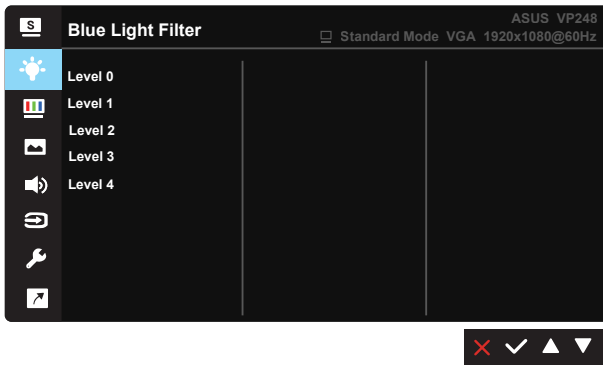 S
Blue Light Filter
ASUS VP248
Standard Mode VGA 1920x1080@60Hz
Level 0
Level 1
Level 2
Level 3
Level 4